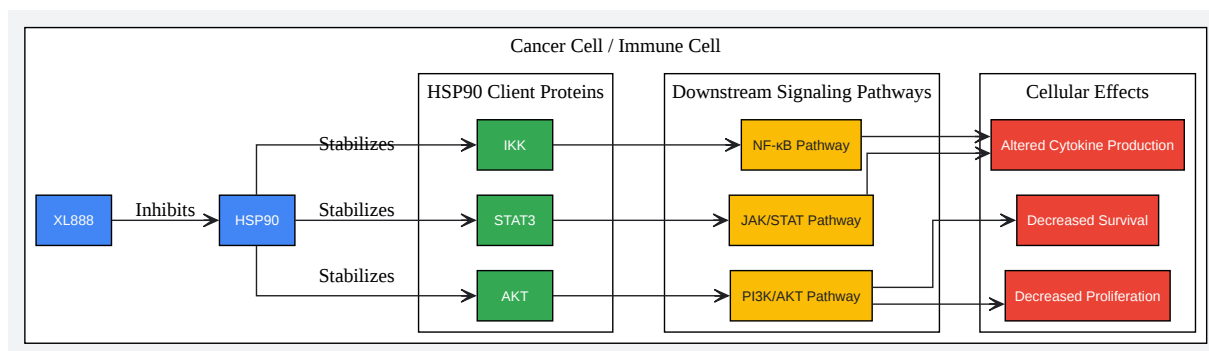 Cancer Cell / Immune Cell
HSP90 Client Proteins
Downstream Signaling Pathways
Cellular Effects
Stabilizes
IKK
NF-κB Pathway
Altered Cytokine Production
XL888
Inhibits
HSP90
Stabilizes
STAT3
JAK/STAT Pathway
Decreased Survival
Stabilizes
AKT
PI3K/AKT Pathway
Decreased Proliferation